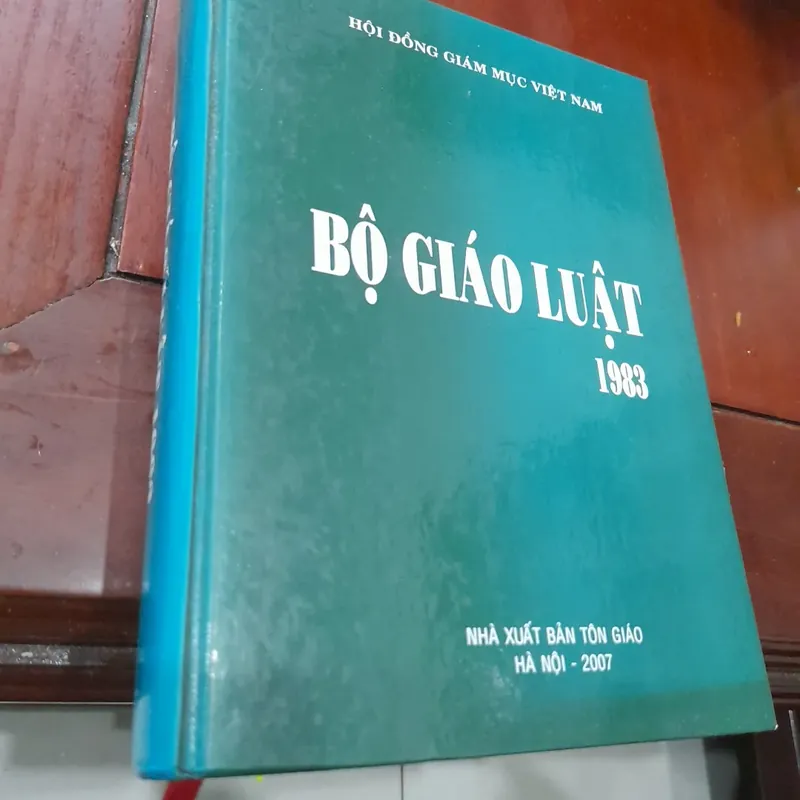 HỘI ĐỒNG GIÁM MỤC VIỆT NAM
BỘ GIÁO LUẬT
1983
NHÀ XUẤT BẢN TÔN GIÁO
HÀ NỘI - 2007